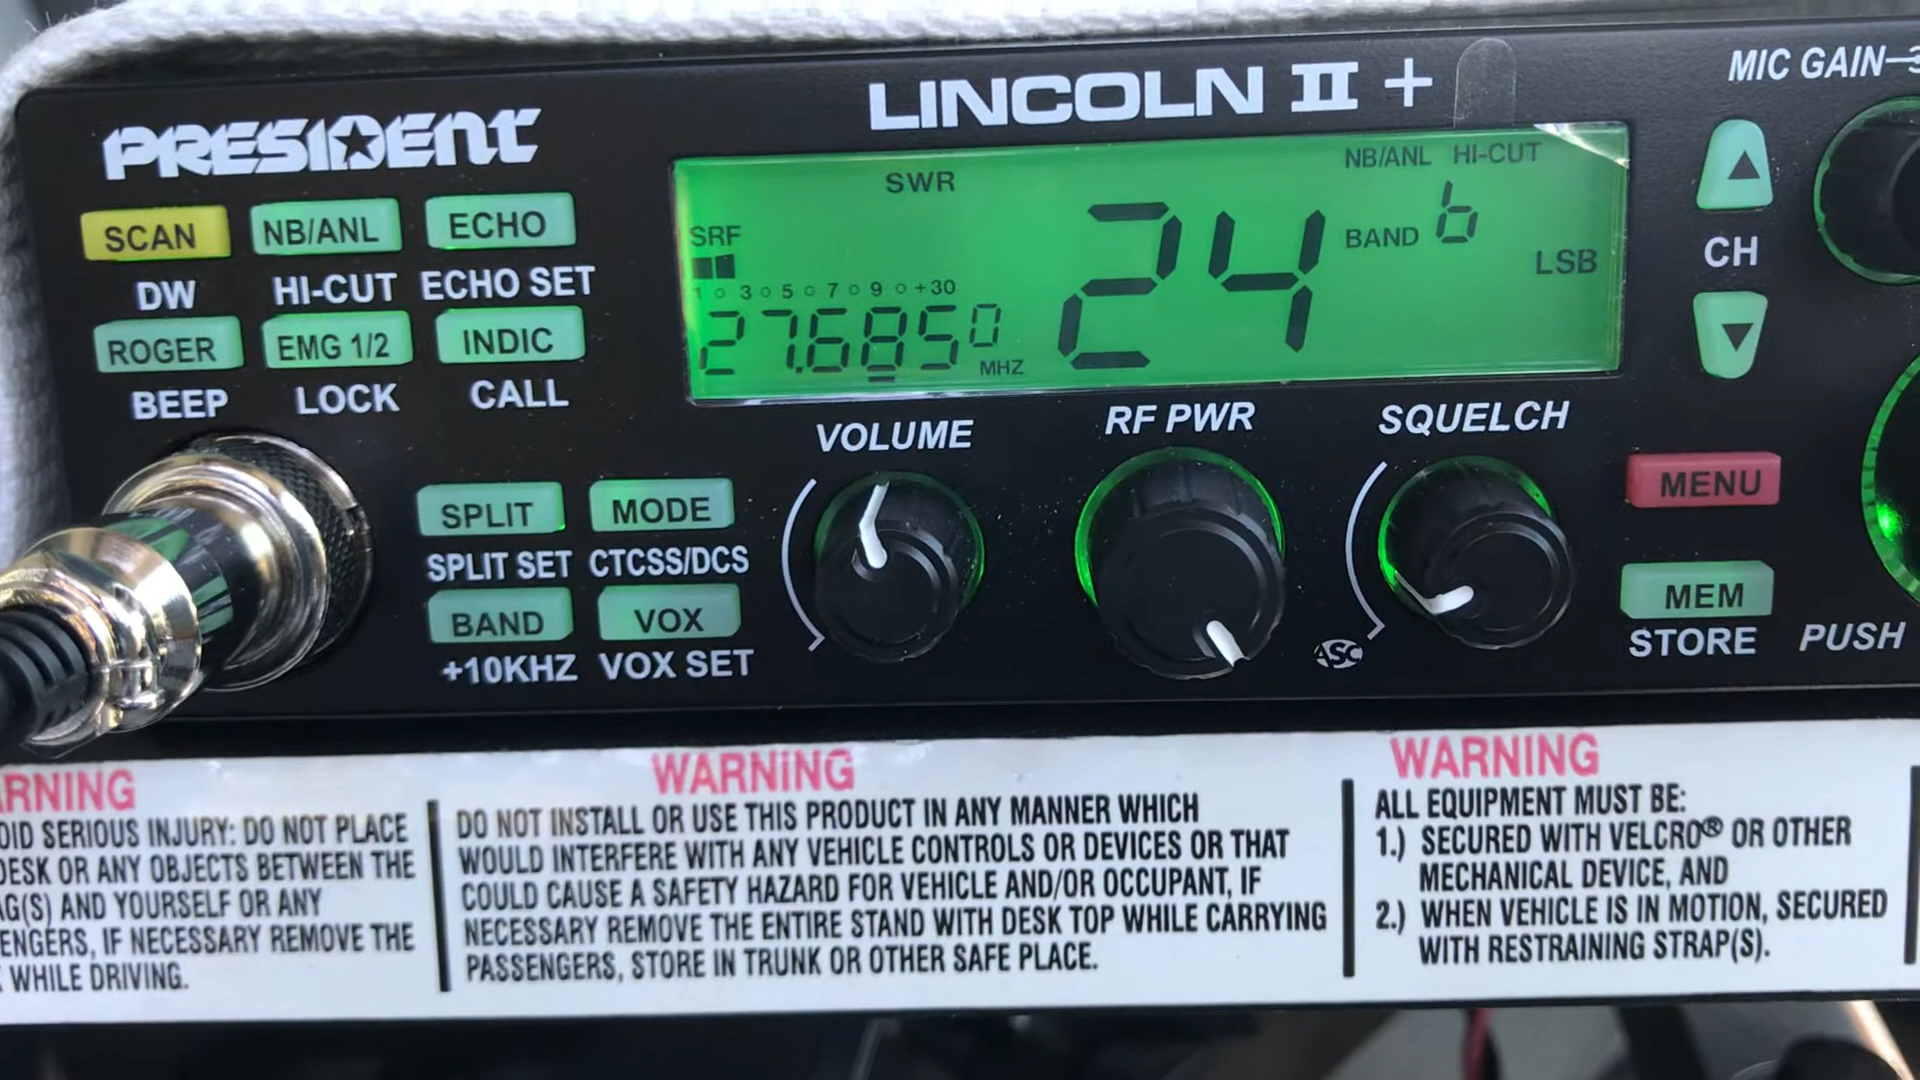 LINCOLN II +
MIC GAIN
PRESIDENT
NB/ANL HI-CUT
SWR
SRF
BAND b
LSB
24
1 3 5 7 9 +30
27.6850 MHZ
CH
SCAN NB/ANL ECHO
DW HI-CUT ECHO SET
ROGER EMG 1/2 INDIC
BEEP LOCK CALL
VOLUME RF PWR SQUELCH
SPLIT MODE
SPLIT SET CTCSS/DCS
BAND VOX
+10KHZ VOX SET
ASC
MENU
MEM
STORE PUSH
ARNING
OID SERIOUS INJURY: DO NOT PLACE
DESK OR ANY OBJECTS BETWEEN THE
AG(S) AND YOURSELF OR ANY
ENGERS, IF NECESSARY REMOVE THE
WHILE DRIVING.
WARNiNG
DO NOT INSTALL OR USE THIS PRODUCT IN ANY MANNER WHICH
WOULD INTERFERE WITH ANY VEHICLE CONTROLS OR DEVICES OR THAT
COULD CAUSE A SAFETY HAZARD FOR VEHICLE AND/OR OCCUPANT, IF
NECESSARY REMOVE THE ENTIRE STAND WITH DESK TOP WHILE CARRYING
PASSENGERS, STORE IN TRUNK OR OTHER SAFE PLACE.
WARNING
ALL EQUIPMENT MUST BE:
1.) SECURED WITH VELCRO® OR OTHER
MECHANICAL DEVICE, AND
2.) WHEN VEHICLE IS IN MOTION, SECURED
WITH RESTRAINING STRAP(S).